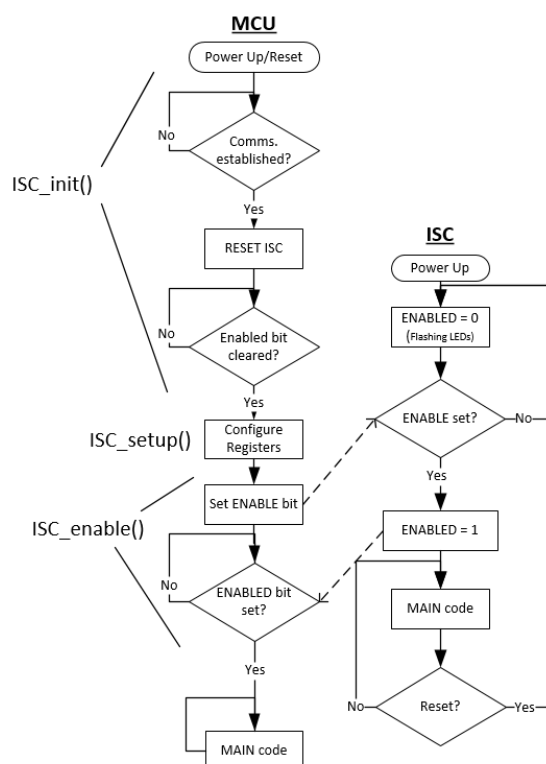 MCU
Power Up/Reset
No
Comms.
established?
ISC_init()
Yes
RESET ISC
No
Enabled bit
cleared?
Yes
ISC_setup()
Configure
Registers
Set ENABLE bit
ISC_enable()
No
ENABLED bit
set?
Yes
MAIN code
ISC
Power Up
ENABLED = 0
(Flashing LEDs)
ENABLE set?
No
Yes
ENABLED = 1
MAIN code
No
Reset?
Yes